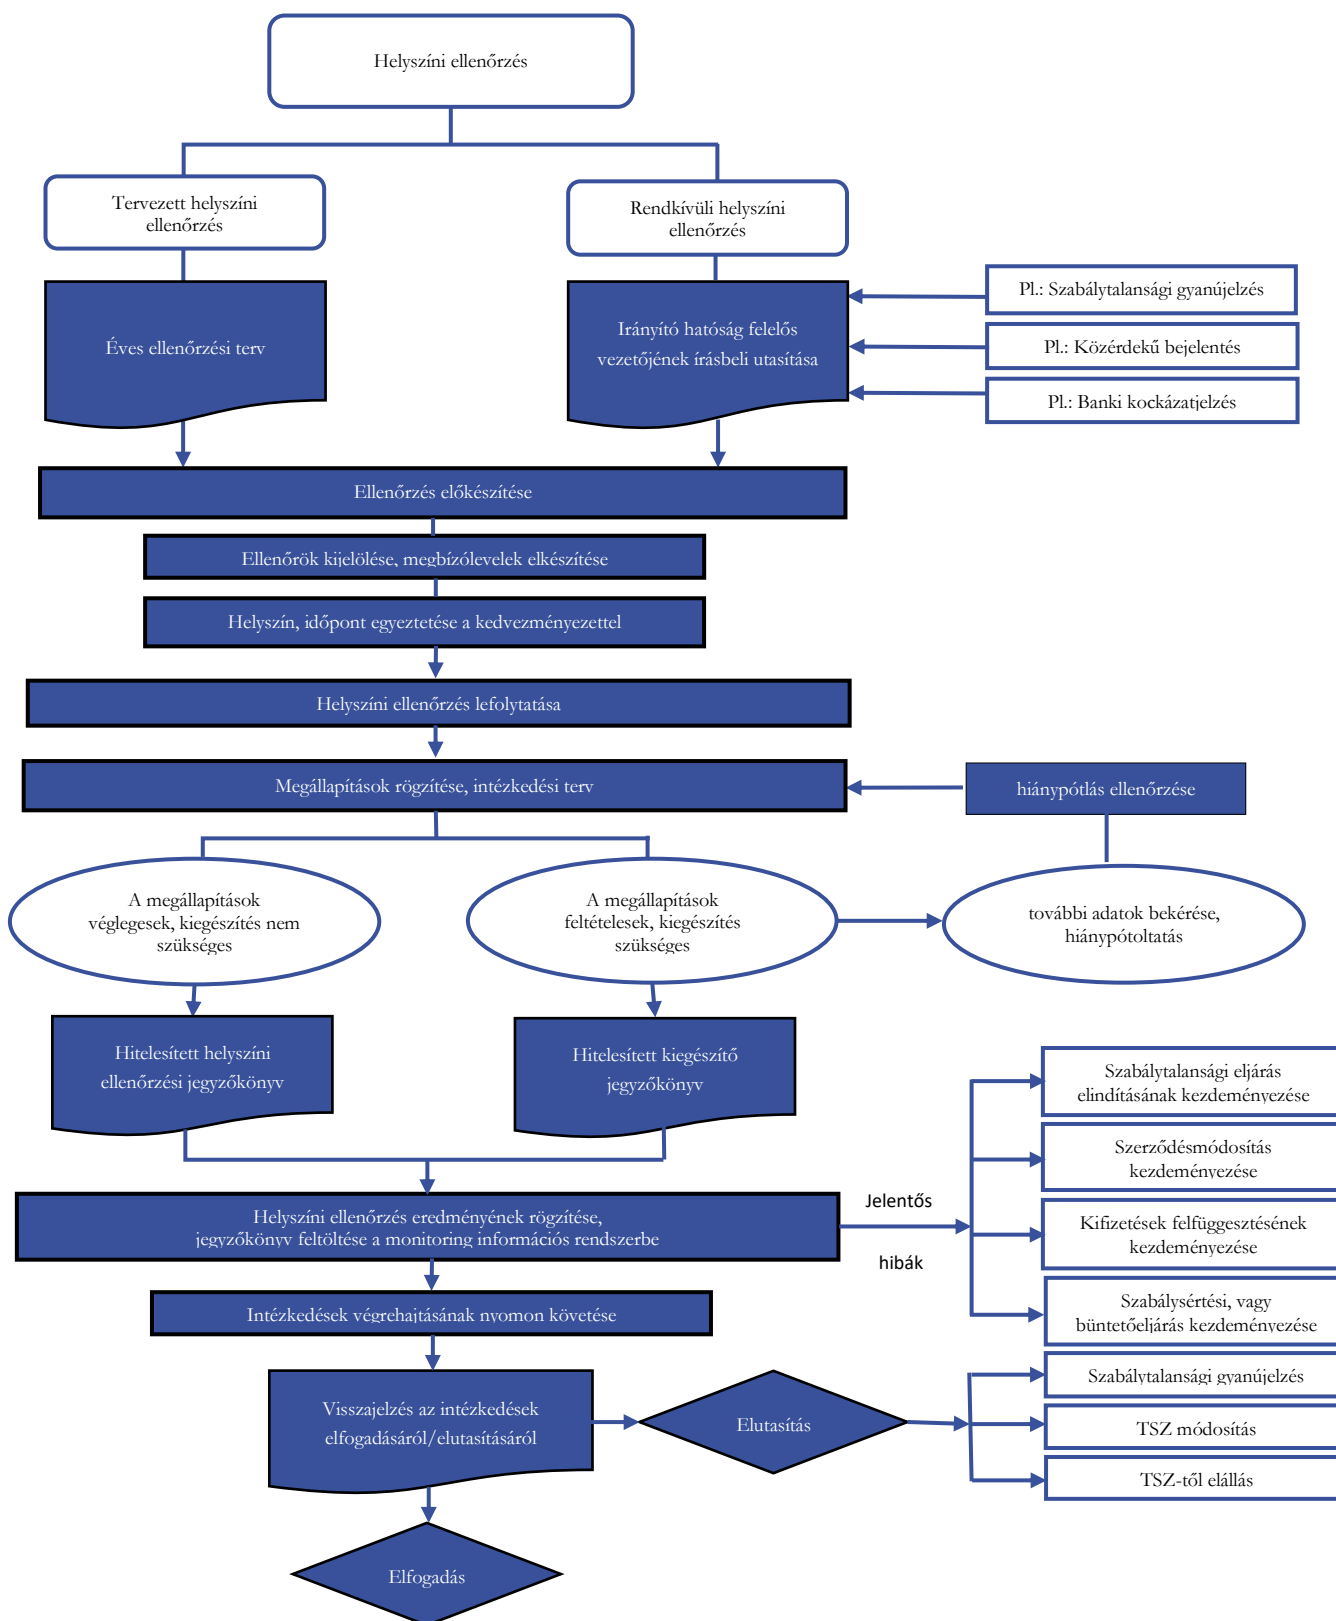 Helyszíni ellenőrzés
Tervezett helyszíni
ellenőrzés
Rendkívüli helyszíni
ellenőrzés
Éves ellenőrzési terv
Irányító hatóság felelős
vezetőjének írásbeli utasítása
Pl.: Szabálytalansági gyanújelzés
Pl.: Közérdekű bejelentés
Pl.: Banki kockázatjelzés
Ellenőrzés előkészítése
Ellenőrök kijelölése, megbízólevelek elkészítése
Helyszín, időpont egyeztetése a kedvezményezettel
Helyszíni ellenőrzés lefolytatása
Megállapítások rögzítése, intézkedési terv
hiánypótlás ellenőrzése
A megállapítások
véglegesek, kiegészítés nem
szükséges
A megállapítások
feltételesek, kiegészítés
szükséges
további adatok bekérése,
hiánypótoltatás
Hitelesített helyszíni
ellenőrzési jegyzőkönyv
Hitelesített kiegészítő
jegyzőkönyv
Helyszíni ellenőrzés eredményének rögzítése,
jegyzőkönyv feltöltése a monitoring információs rendszerbe
Jelentős
hibák
Szabálytalansági eljárás
elindításának kezdeményezése
Szerződésmódosítás
kezdeményezése
Kifizetések felfüggesztésének
kezdeményezése
Szabálysértési, vagy
büntetőeljárás kezdeményezése
Intézkedések végrehajtásának nyomon követése
Visszajelzés az intézkedések
elfogadásáról/elutasításáról
Elutasítás
Szabálytalansági gyanújelzés
TSZ módosítás
TSZ-től elállás
Elfogadás